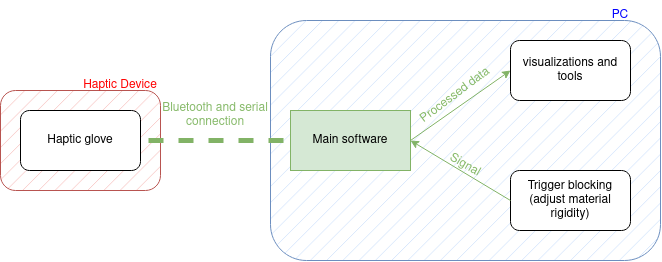 PC
Haptic Device
visualizations and
tools
Processed data
Bluetooth and serial
connection
Haptic glove
Main software
Signal
Trigger blocking
(adjust material
rigidity)